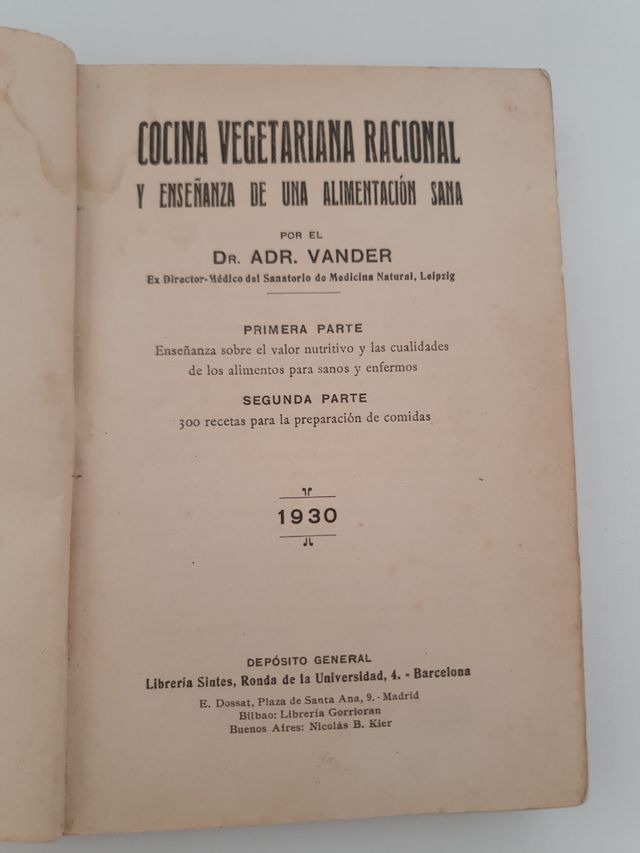 COCINA VEGETARIANA RACIONAL
Y ENSEÑANZA DE UNA ALIMENTACIÓN SANA
POR EL
DR. ADR. VANDER
Ex Director-Médico del Sanatorio de Medicina Natural, Leipzig
PRIMERA PARTE
Enseñanza sobre el valor nutritivo y las cualidades
de los alimentos para sanos y enfermos
SEGUNDA PARTE
300 recetas para la preparación de comidas
1930
DEPÓSITO GENERAL
Librería Sintes, Ronda de la Universidad, 4. - Barcelona
E. Dossat, Plaza de Santa Ana, 9. - Madrid
Bilbao: Librería Gorrioran
Buenos Aires: Nicolás B. Kier